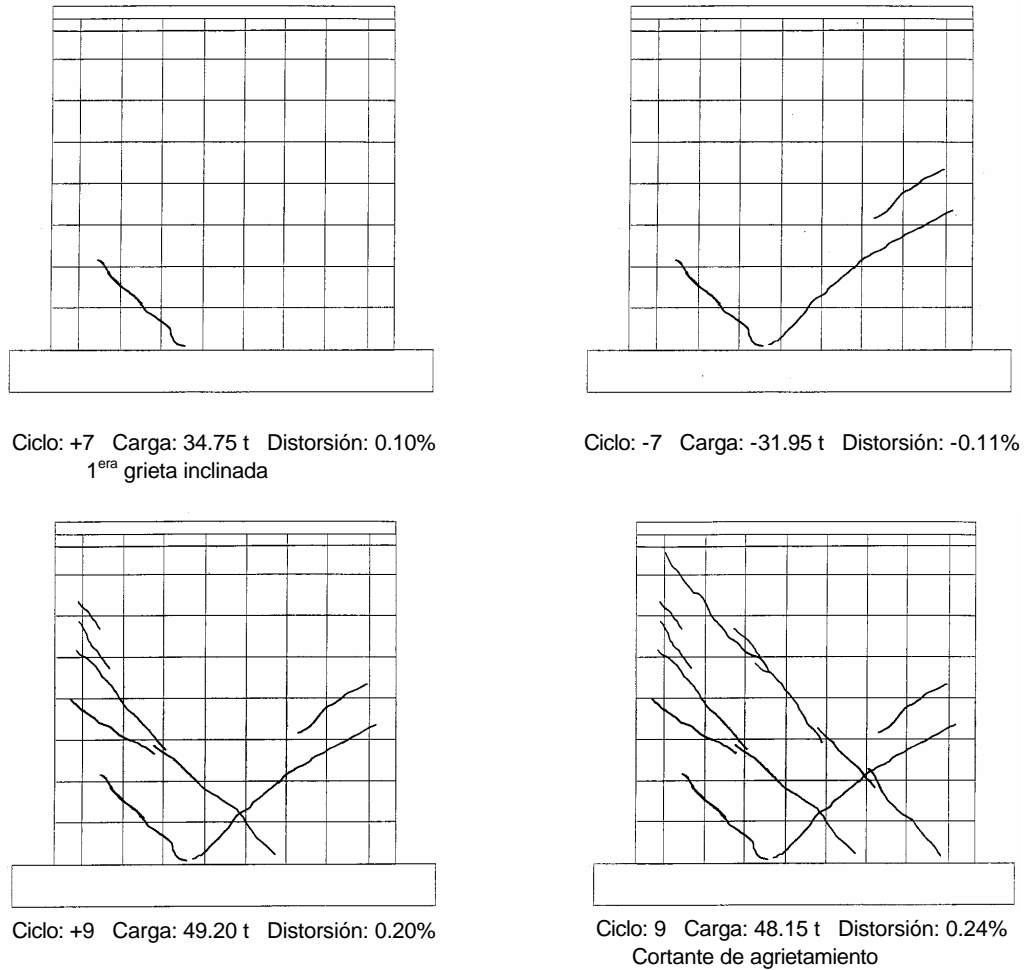 Ciclo: +7 Carga: 34.75 t Distorsión: 0.10%
1era grieta inclinada
Ciclo: -7 Carga: -31.95 t Distorsión: -0.11%
Ciclo: +9 Carga: 49.20 t Distorsión: 0.20%
Ciclo: 9 Carga: 48.15 t Distorsión: 0.24%
Cortante de agrietamiento